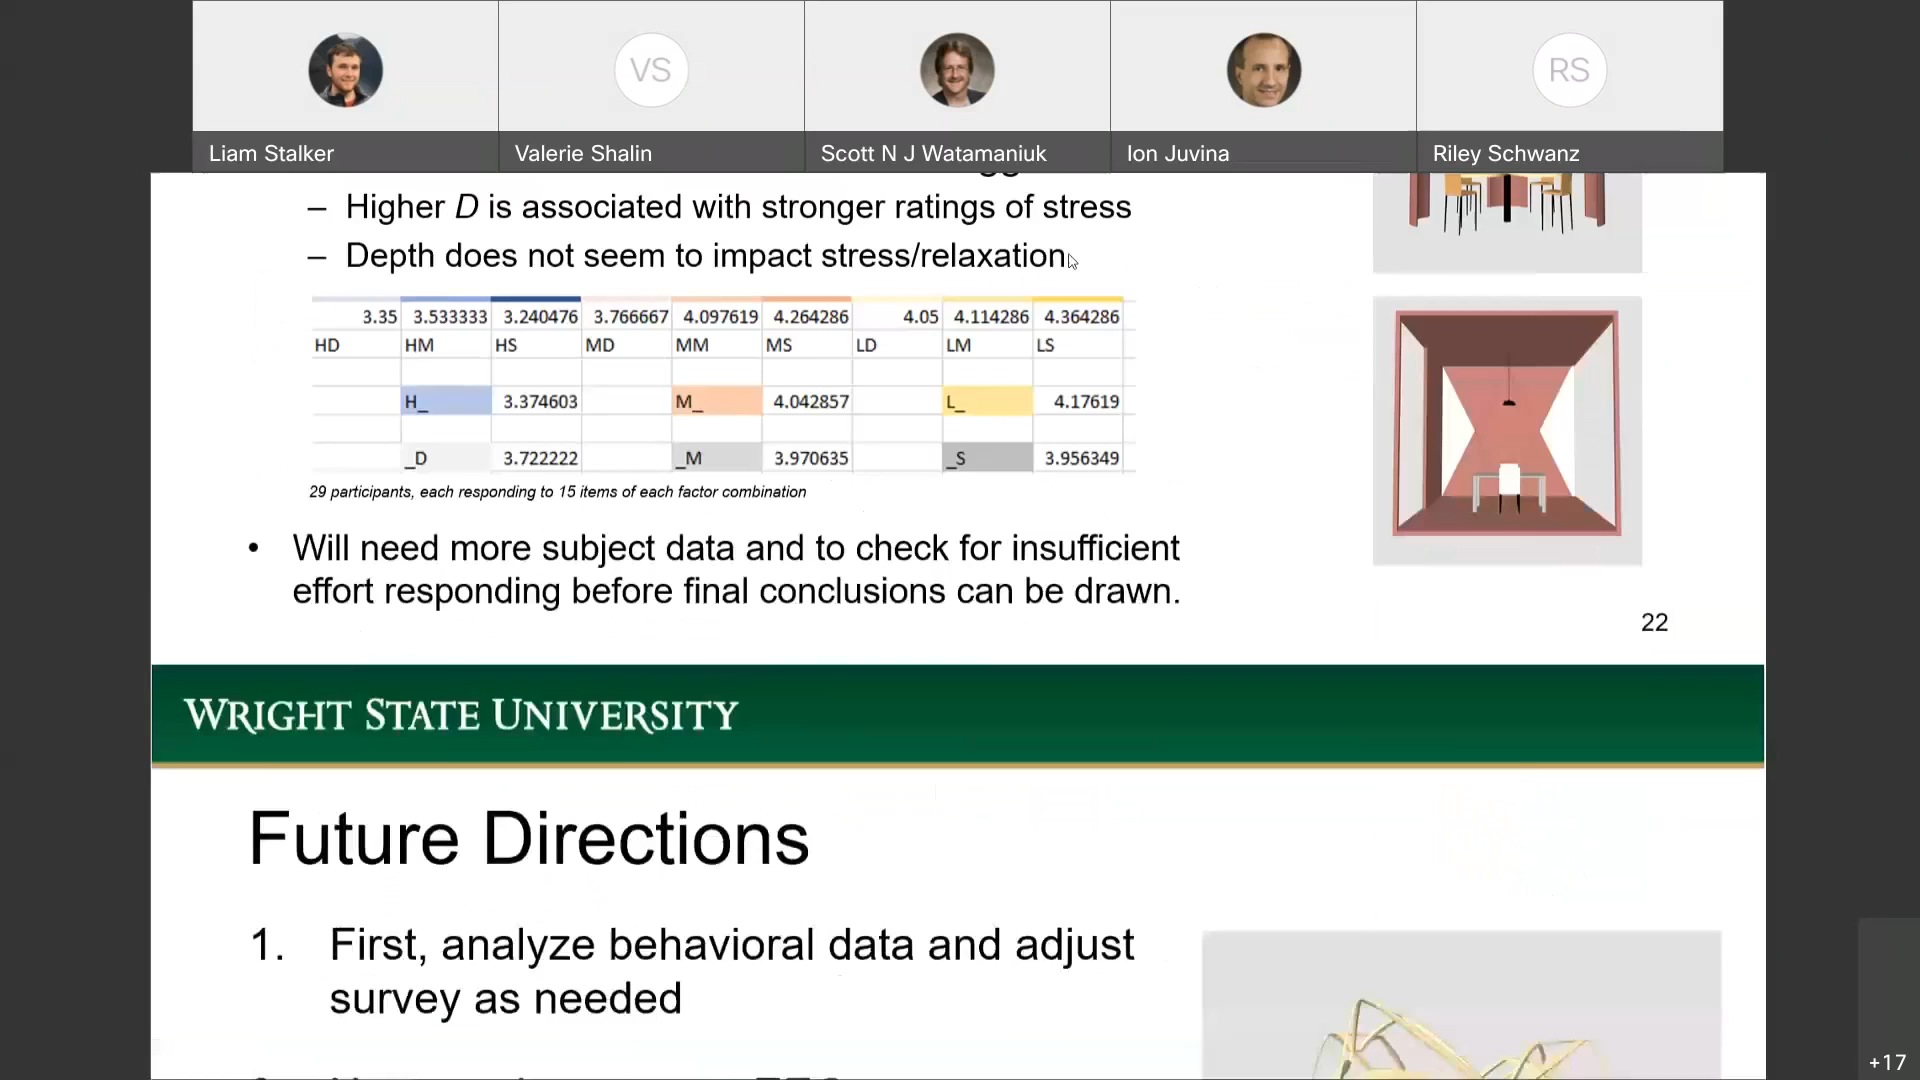 VS
RS
Liam Stalker
Valerie Shalin
Scott N J Watamaniuk
Ion Juvina
Riley Schwanz
– Higher D is associated with stronger ratings of stress
– Depth does not seem to impact stress/relaxation
3.35 3.533333 3.240476 3.766667 4.097619 4.264286 4.05 4.114286 4.364286
HD HM HS MD MM MS LD LM LS
H_ 3.374603 M_ 4.042857 L_ 4.17619
_D 3.722222 _M 3.970635 _S 3.956349
29 participants, each responding to 15 items of each factor combination
• Will need more subject data and to check for insufficient
effort responding before final conclusions can be drawn.
22
WRIGHT STATE UNIVERSITY
Future Directions
1. First, analyze behavioral data and adjust
survey as needed
+17